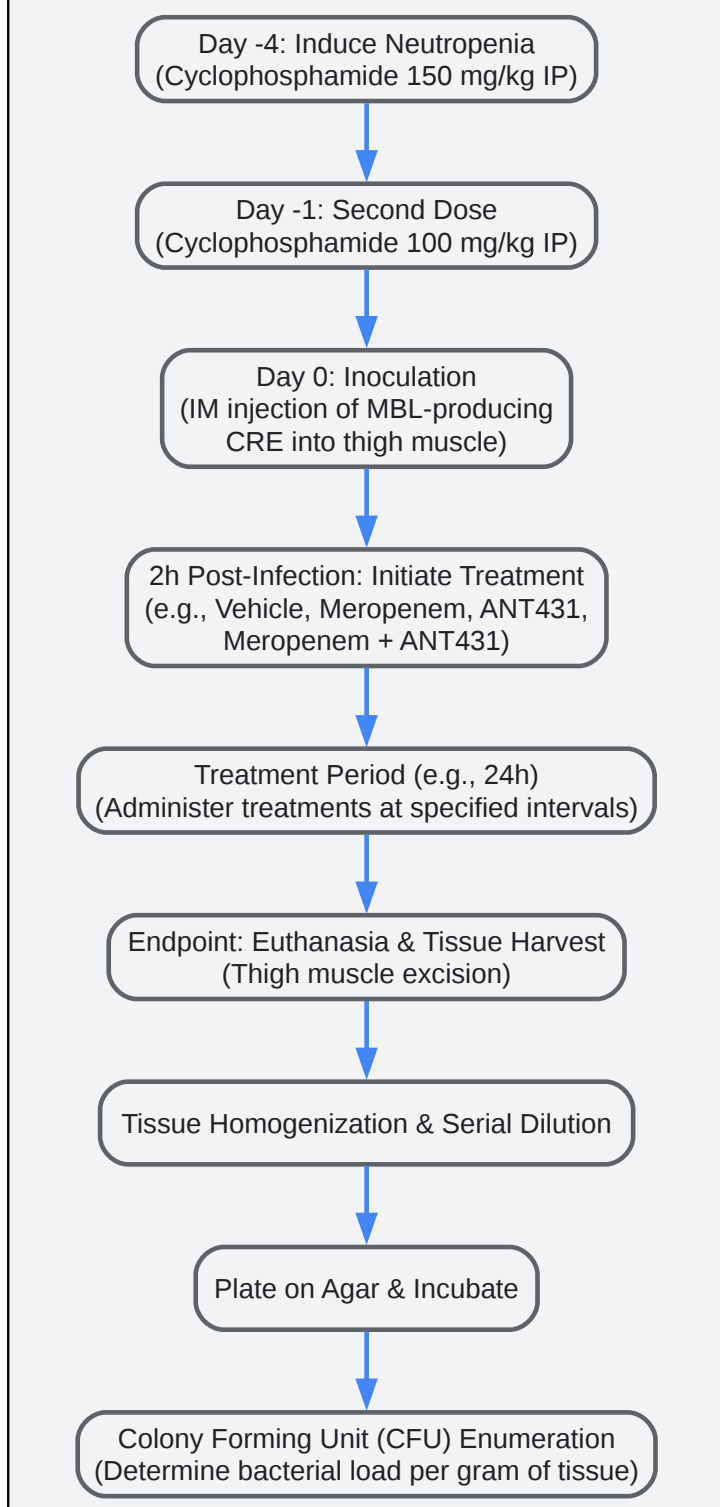 Day -4: Induce Neutropenia
(Cyclophosphamide 150 mg/kg IP)
Day -1: Second Dose
(Cyclophosphamide 100 mg/kg IP)
Day 0: Inoculation
(IM injection of MBL-producing
CRE into thigh muscle)
2h Post-Infection: Initiate Treatment
(e.g., Vehicle, Meropenem, ANT431,
Meropenem + ANT431)
Treatment Period (e.g., 24h)
(Administer treatments at specified intervals)
Endpoint: Euthanasia & Tissue Harvest
(Thigh muscle excision)
Tissue Homogenization & Serial Dilution
Plate on Agar & Incubate
Colony Forming Unit (CFU) Enumeration
(Determine bacterial load per gram of tissue)